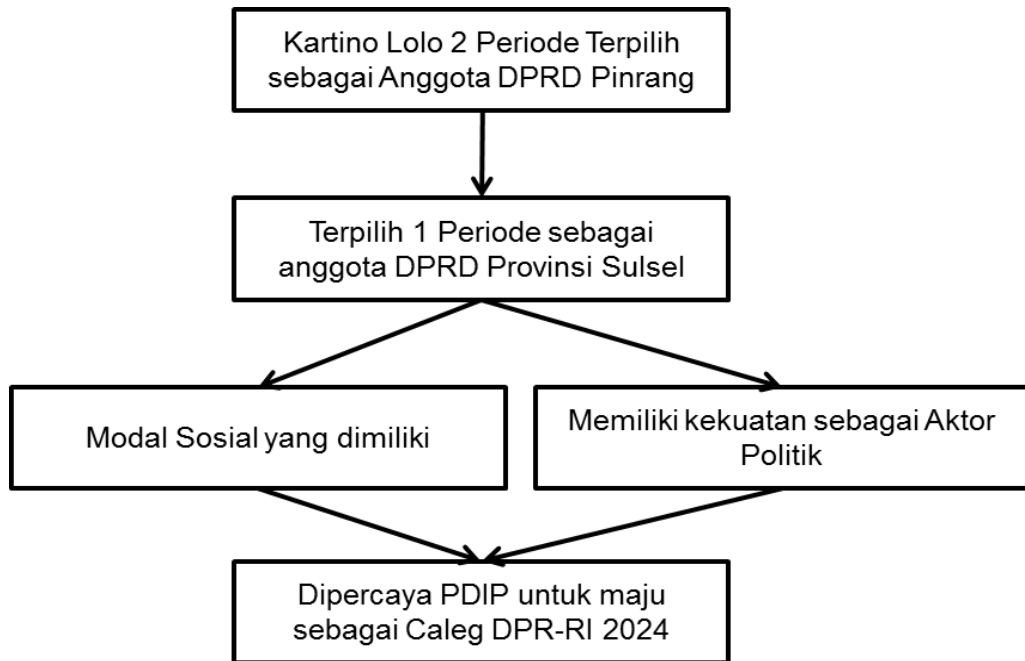 Kartino Lolo 2 Periode Terpilih
sebagai Anggota DPRD Pinrang
Terpilih 1 Periode sebagai
anggota DPRD Provinsi Sulsel
Modal Sosial yang dimiliki
Memiliki kekuatan sebagai Aktor
Politik
Dipercaya PDIP untuk maju
sebagai Caleg DPR-RI 2024